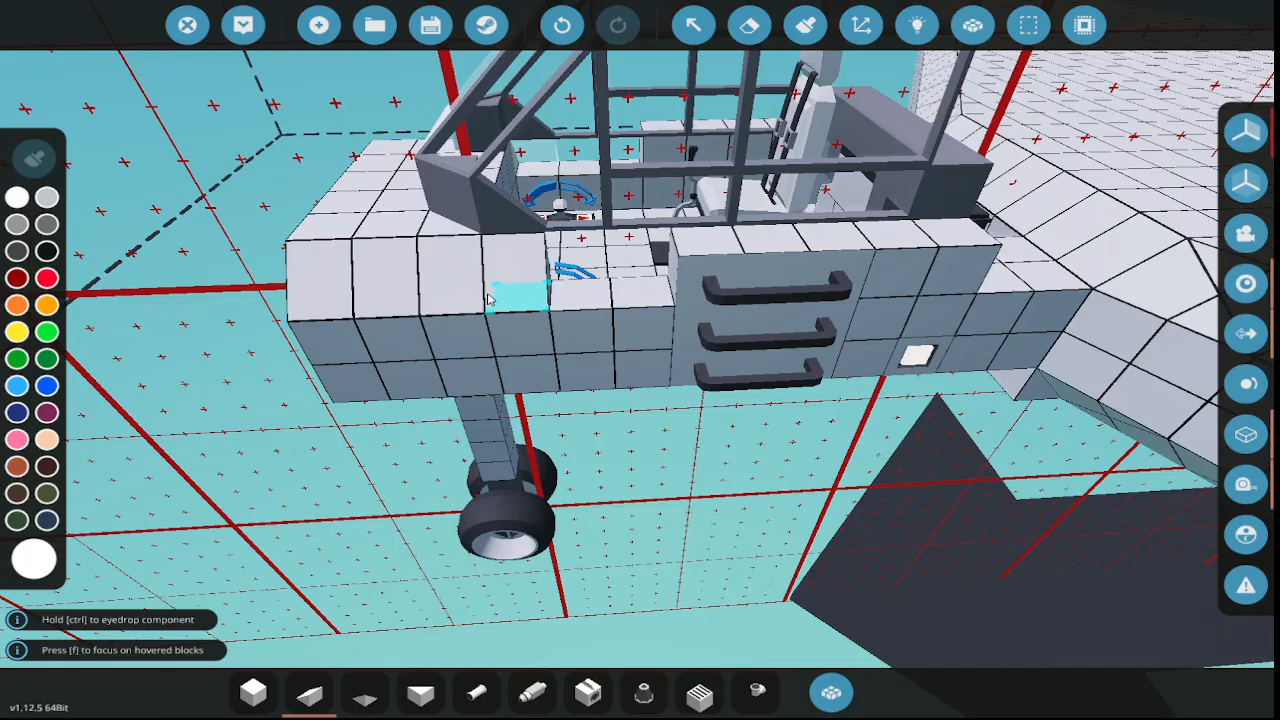 Hold [ctrl] to eyedrop component
Press [f] to focus on hovered blocks
v1.12.5 64Bit